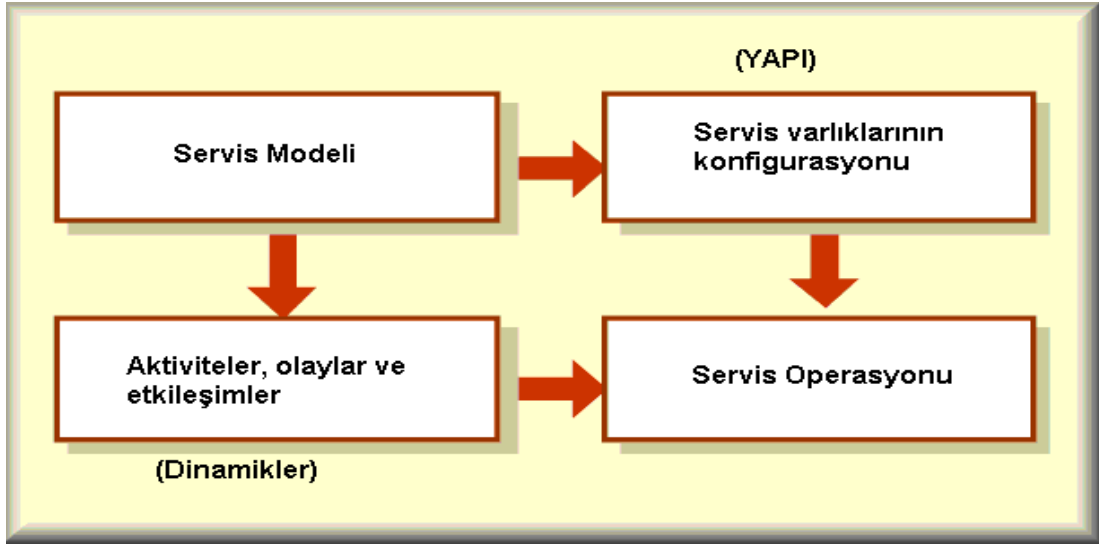 (YAPI)
Servis Modeli
Servis varlıklarının
konfigurasyonu
Aktiviteler, olaylar ve
etkileşimler
Servis Operasyonu
(Dinamikler)